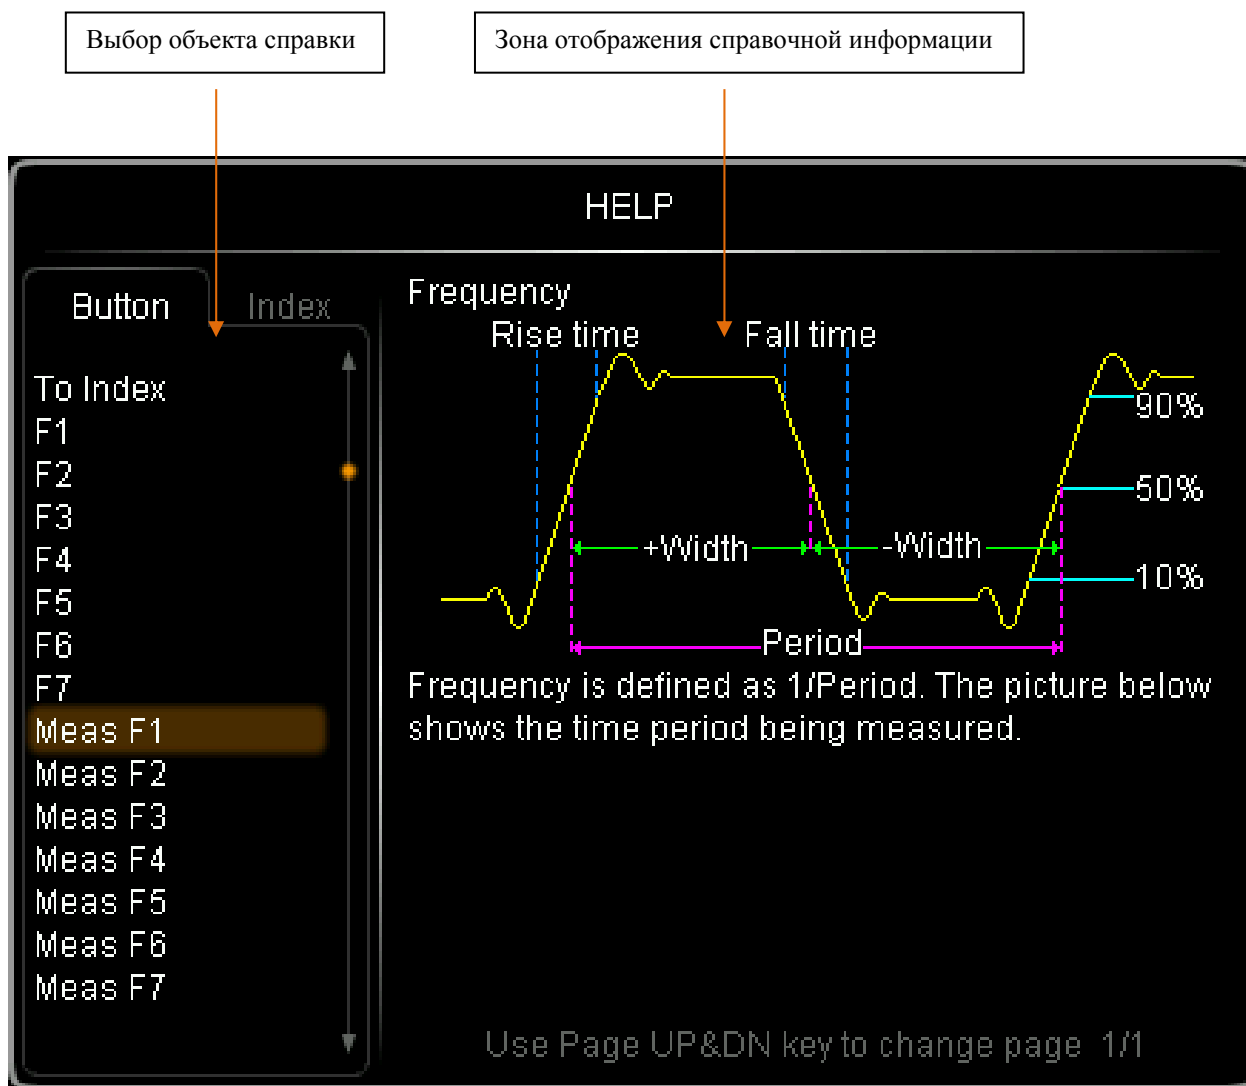 Выбор объекта справки
Зона отображения справочной информации
HELP
Button
Index
To Index
F1
F2
F3
F4
F5
F6
F7
Meas F1
Meas F2
Meas F3
Meas F4
Meas F5
Meas F6
Meas F7
Frequency
Rise time
Fall time
90%
50%
+Width
-Width
10%
Period
Frequency is defined as 1/Period. The picture below
shows the time period being measured.
Use Page UP&DN key to change page 1/1